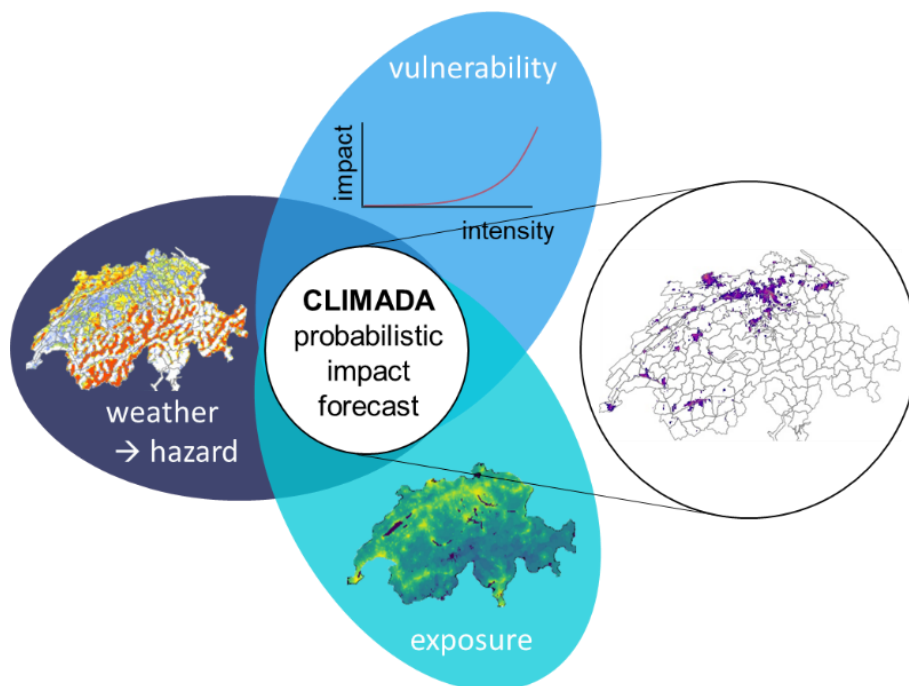 vulnerability
impact
intensity
CLIMADA
probabilistic
impact
forecast
weather
→ hazard
exposure